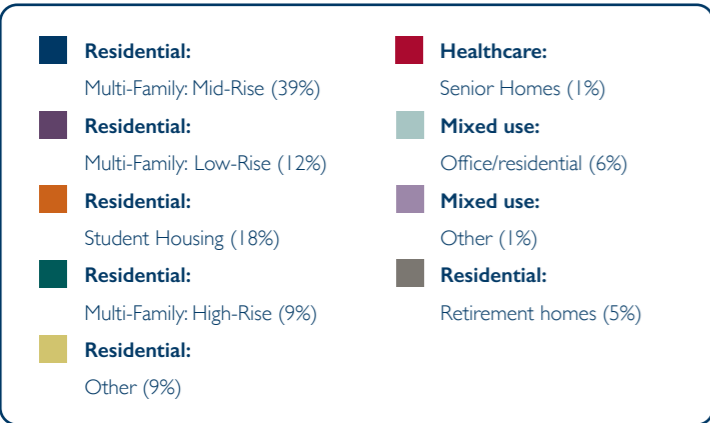 Residential:
Multi-Family: Mid-Rise (39%)
Residential:
Multi-Family: Low-Rise (12%)
Residential:
Student Housing (18%)
Residential:
Multi-Family: High-Rise (9%)
Residential:
Other (9%)
Healthcare:
Senior Homes (1%)
Mixed use:
Office/residential (6%)
Mixed use:
Other (1%)
Residential:
Retirement homes (5%)